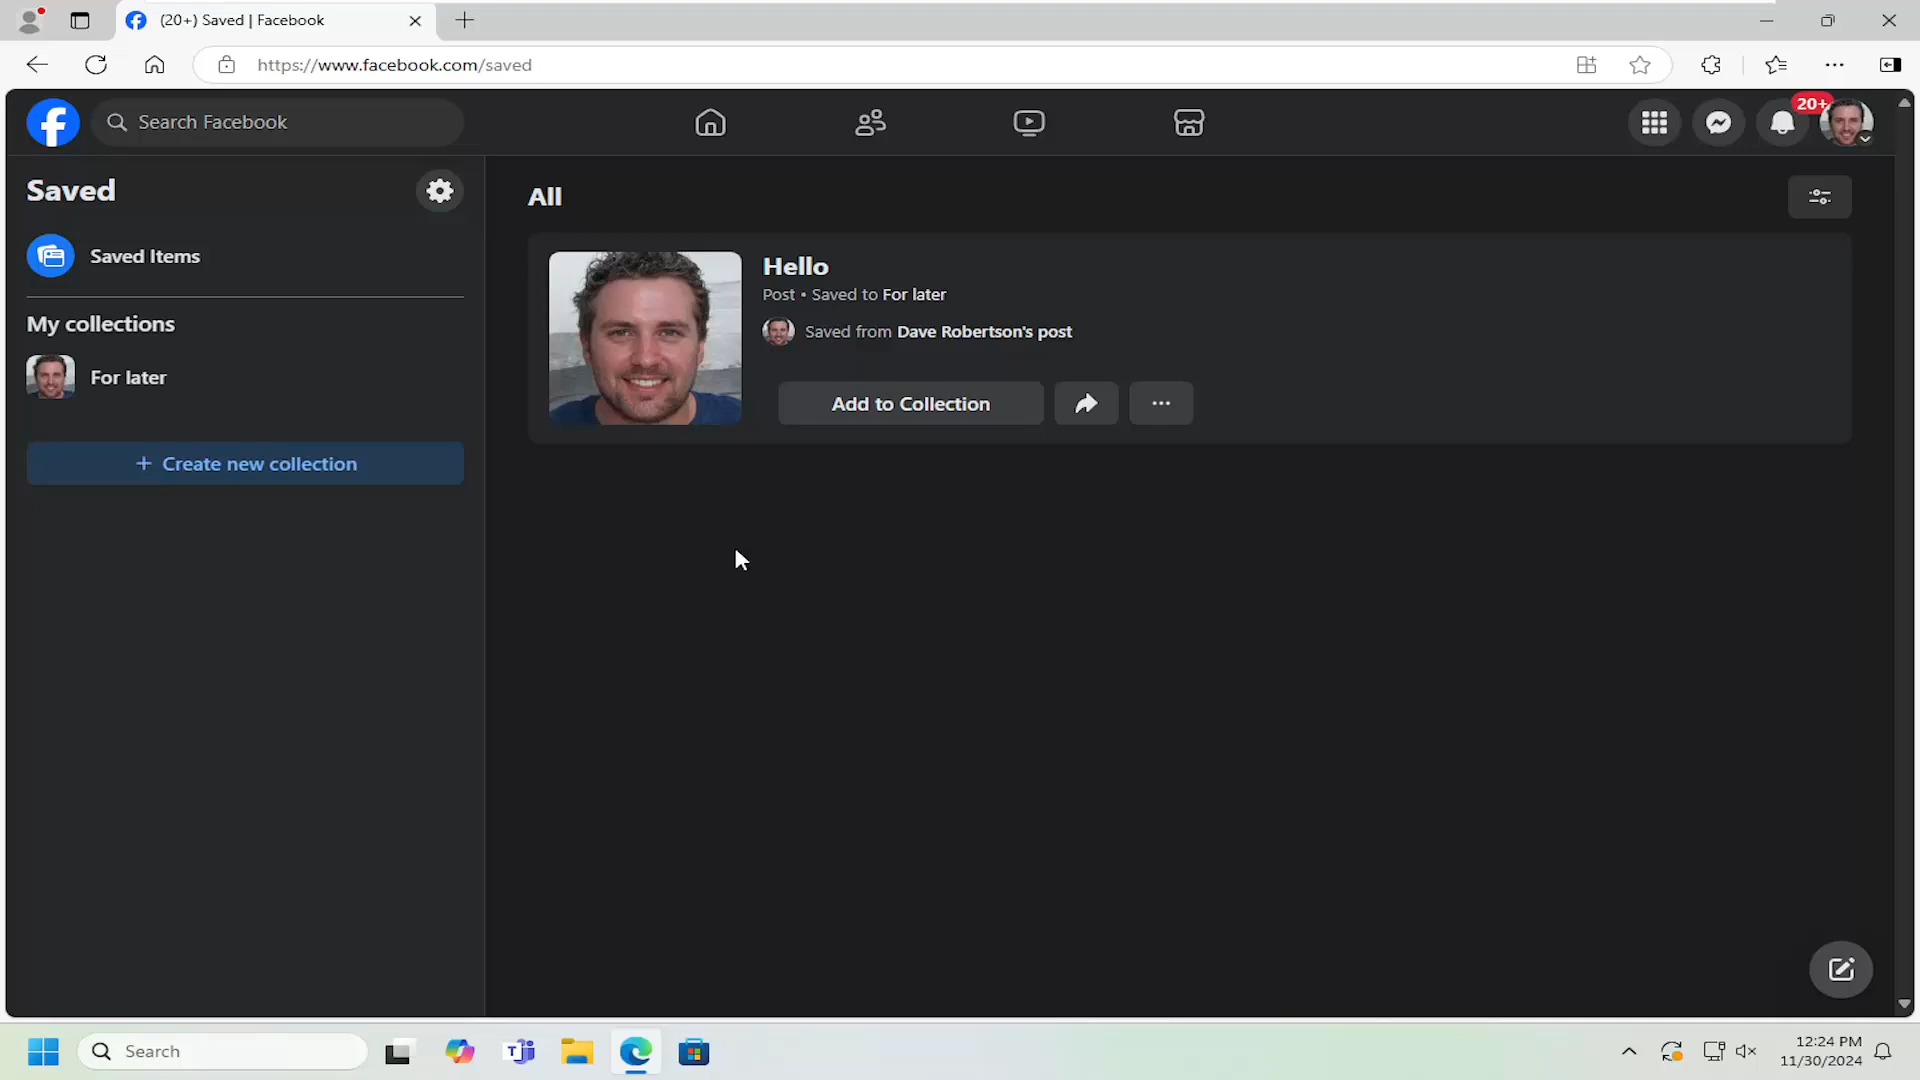 (20+) Saved | Facebook
https://www.facebook.com/saved
Search Facebook
20+
Saved
Saved Items
My collections
For later
+ Create new collection
All
Hello
Post • Saved to For later
Saved from Dave Robertson's post
Add to Collection
Search
12:24 PM
11/30/2024